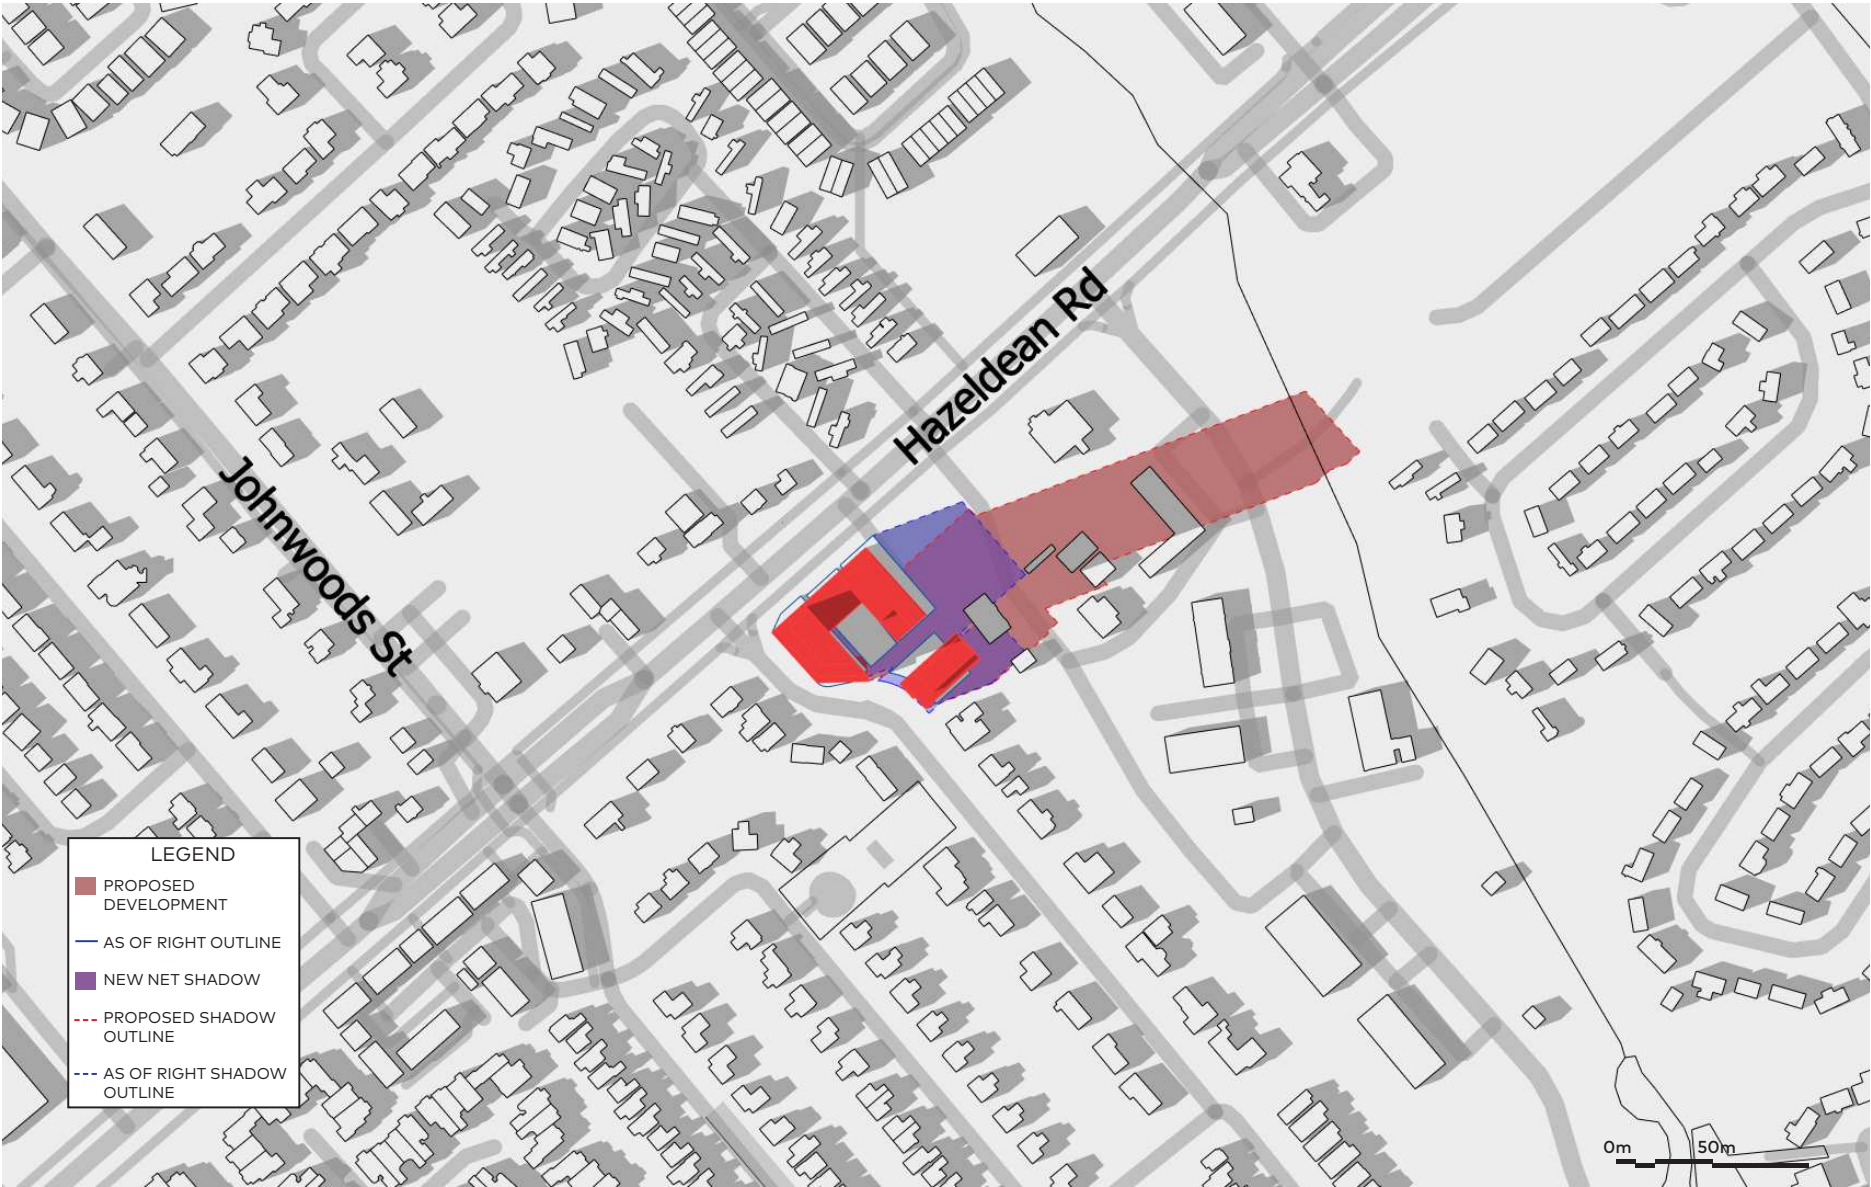 Hazeldean Rd
Johnwoods St
LEGEND
PROPOSED
DEVELOPMENT
AS OF RIGHT OUTLINE
NEW NET SHADOW
PROPOSED SHADOW
OUTLINE
AS OF RIGHT SHADOW
OUTLINE
0m 50m